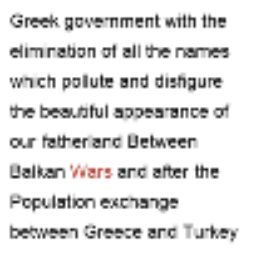 Greek government with the
elimination of all the names
which pollute and disfigure
the beautiful appearance of
our fatherland Between
Balkan Wars and after the
Population exchange
between Greece and Turkey